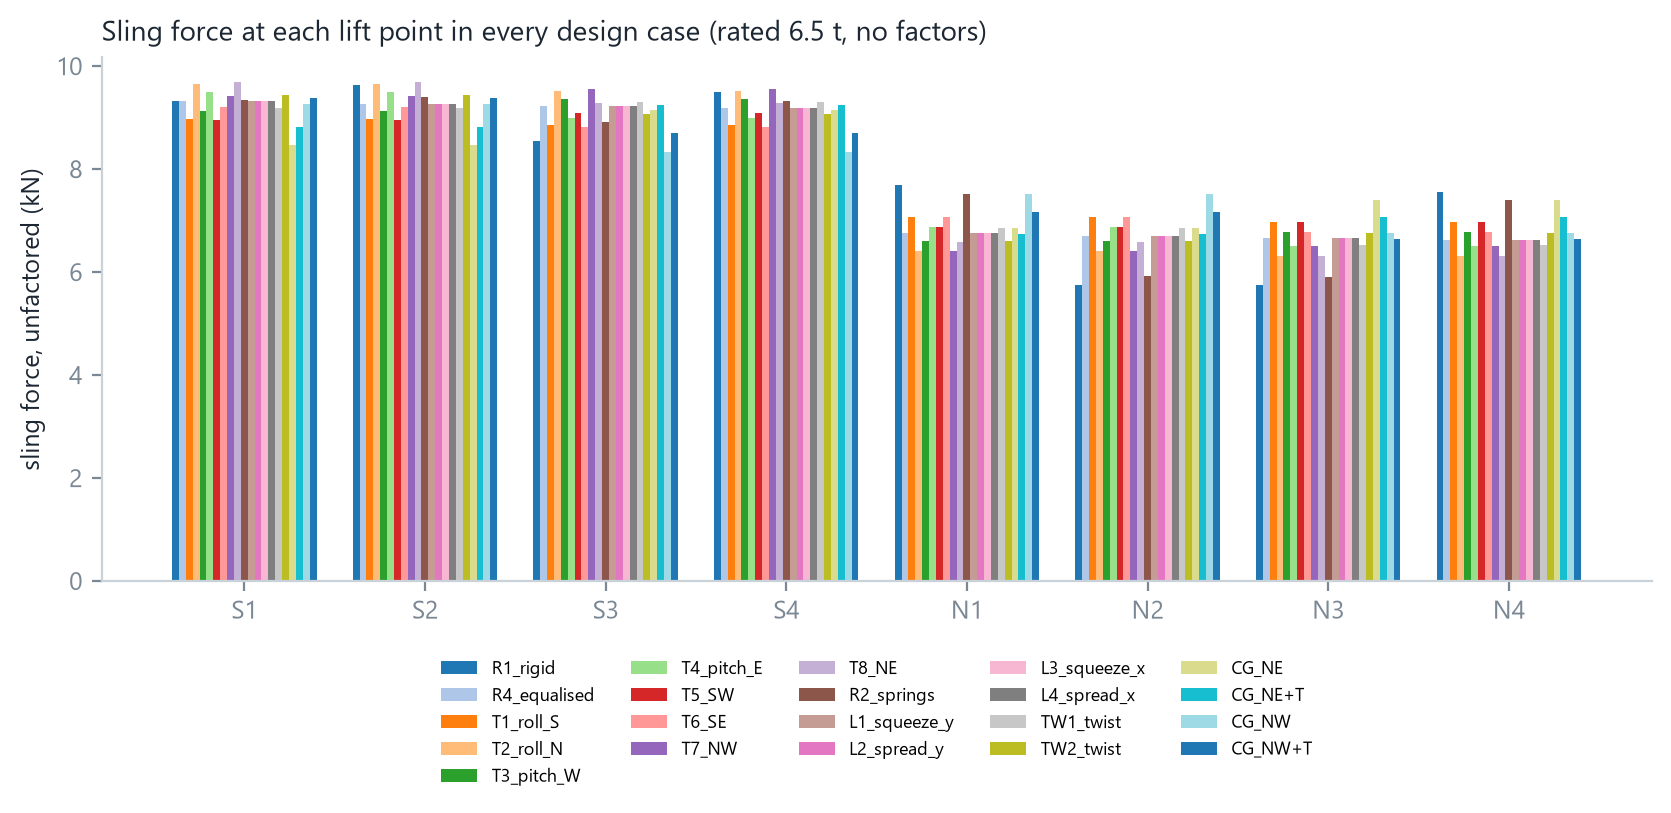 Sling force at each lift point in every design case (rated 6.5 t, no factors)
sling force, unfactored (kN)
10
8
6
4
2
0
S1 S2 S3 S4 N1 N2 N3 N4
R1_rigid T4_pitch_E T8_NE L3_squeeze_x CG_NE
R4_equalised T5_SW R2_springs L4_spread_x CG_NE+T
T1_roll_S T6_SE L1_squeeze_y TW1_twist CG_NW
T2_roll_N T7_NW L2_spread_y TW2_twist CG_NW+T
T3_pitch_W